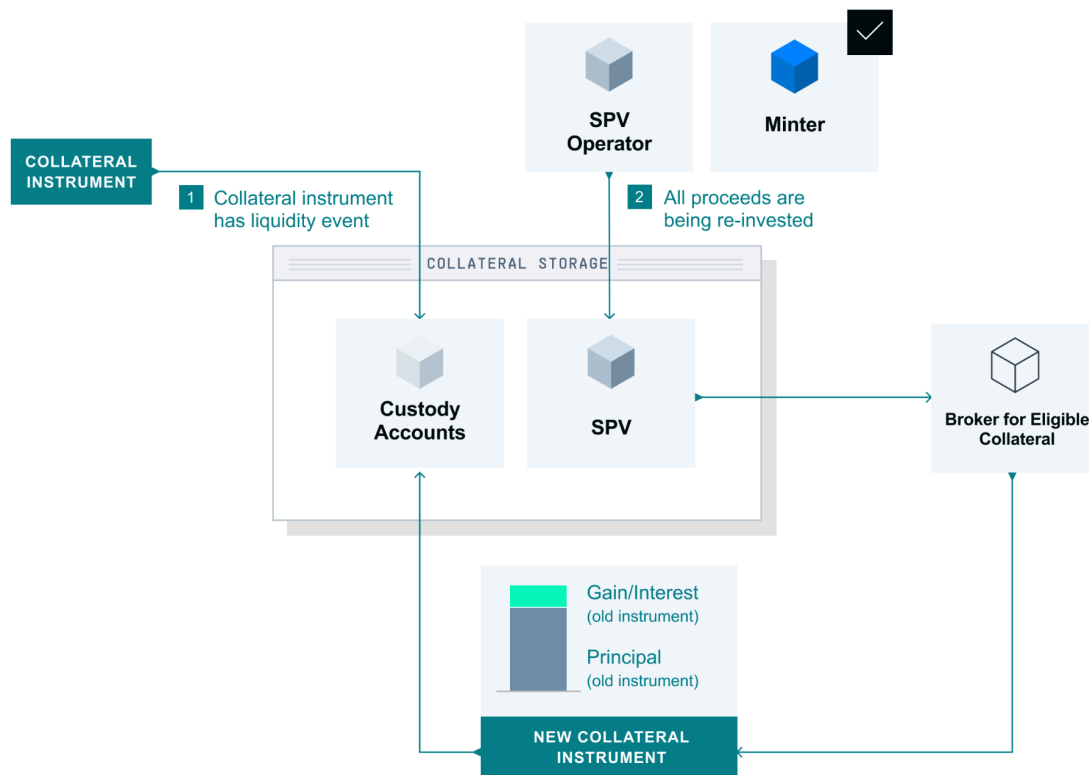 SPV
Operator
Minter
COLLATERAL
INSTRUMENT
1 Collateral instrument
has liquidity event
2 All proceeds are
being re-invested
COLLATERAL STORAGE
Custody
Accounts
SPV
Broker for Eligible
Collateral
Gain/Interest
(old instrument)
Principal
(old instrument)
NEW COLLATERAL
INSTRUMENT